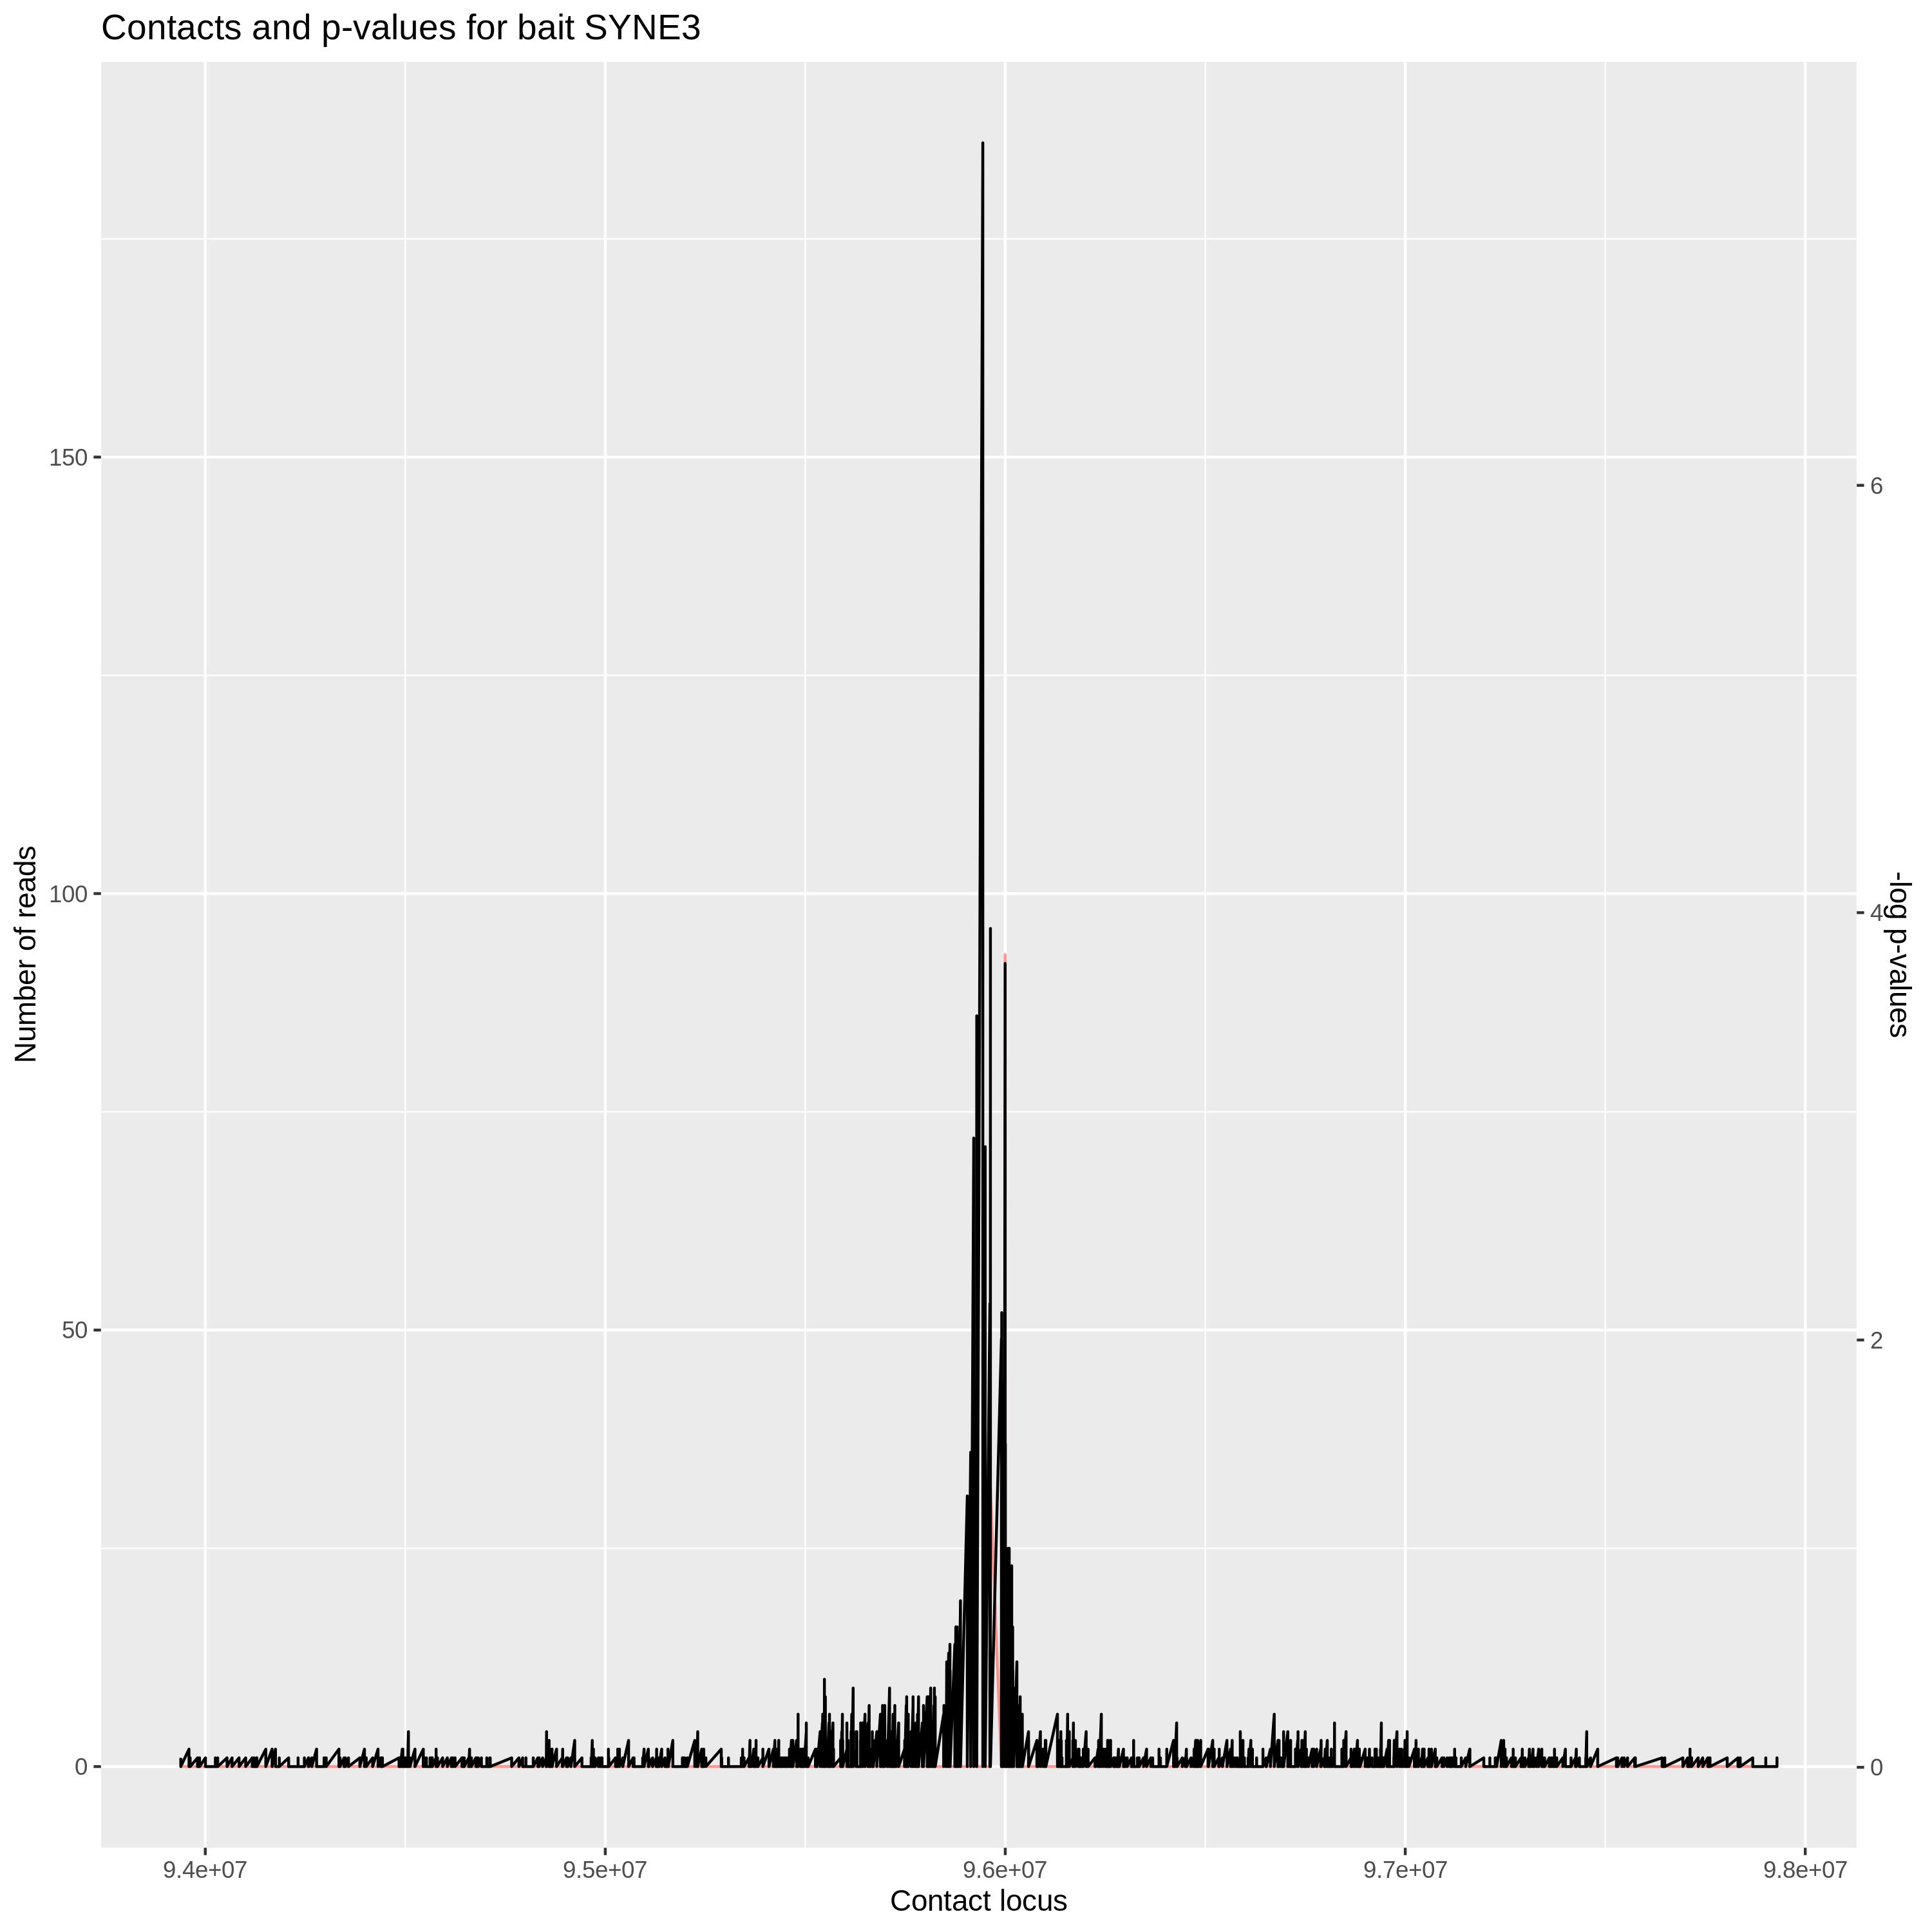 Contacts and p-values for bait SYNE3
Number of reads
150
100
50
0
6
4
2
0
-log p-values
9.4e+07
9.5e+07
9.6e+07
9.7e+07
9.8e+07
Contact locus